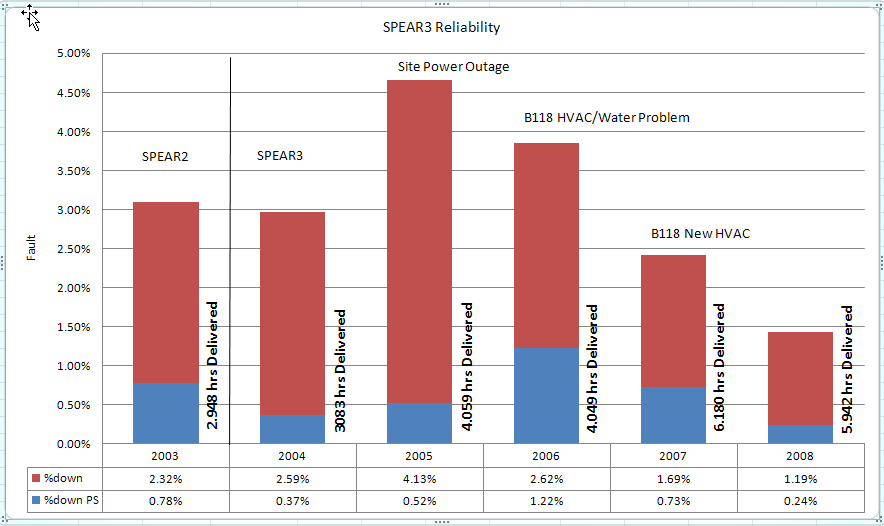 SPEAR3 Reliability
5.00%
Site Power Outage
4.50%
B118 HVAC/Water Problem
4.00%
SPEAR2
SPEAR3
3.50%
3.00%
B118 New HVAC
2.50%
Fault
2.00%
1.50%
1.00%
0.50%
0.00%
2.948 hrs Delivered
3083 hrs Delivered
4.059 hrs Delivered
4.049 hrs Delivered
6.180 hrs Delivered
5.942 hrs Delivered
2003 2004 2005 2006 2007 2008
%down 2.32% 2.59% 4.13% 2.62% 1.69% 1.19%
%down PS 0.78% 0.37% 0.52% 1.22% 0.73% 0.24%